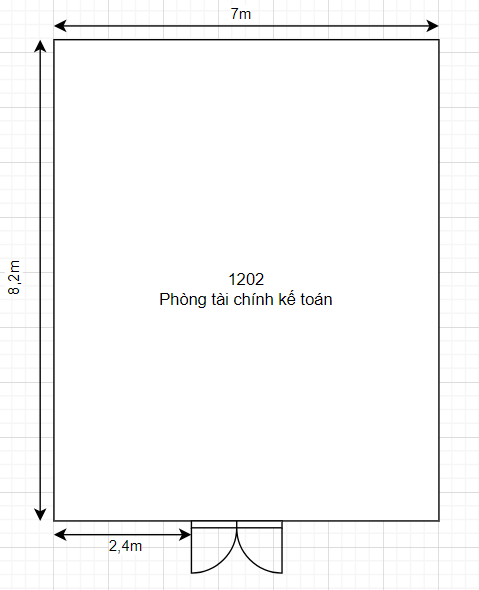 7m
8,2m
1202
Phòng tài chính kế toán
2,4m